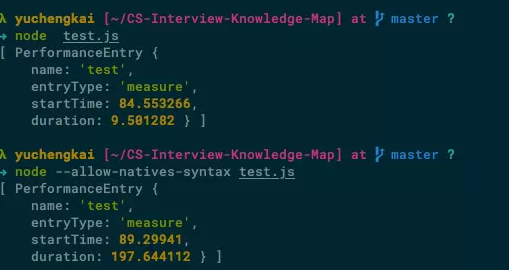 λ yuchengkai [~/CS-Interview-Knowledge-Map] at master ?
→ node  test.js
[ PerformanceEntry {
    name: 'test',
    entryType: 'measure',
    startTime: 84.553266,
    duration: 9.501282 } ]
λ yuchengkai [~/CS-Interview-Knowledge-Map] at master ?
→ node --allow-natives-syntax test.js
[ PerformanceEntry {
    name: 'test',
    entryType: 'measure',
    startTime: 89.29941,
    duration: 197.644112 } ]